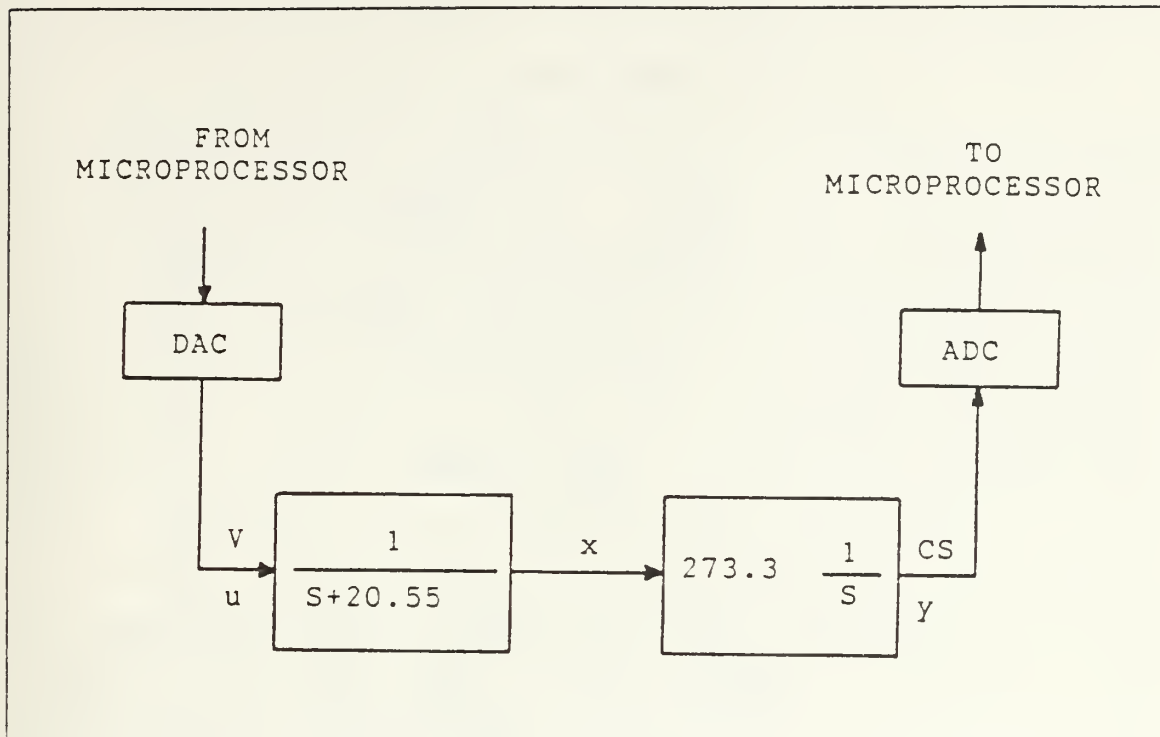 FROM
MICROPROCESSOR
TO
MICROPROCESSOR
DAC
ADC
V
u
1
S+20.55
x
273.3
1
S
CS
y